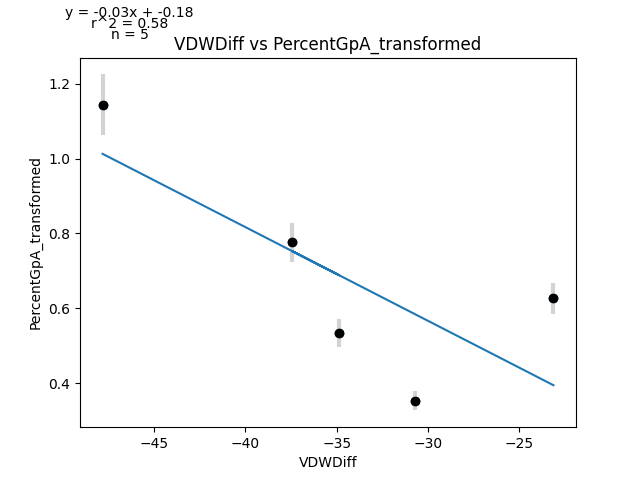 y = -0.03x + -0.18
r^2 = 0.58
n = 5
VDWDiff vs PercentGpA_transformed
PercentGpA_transformed
1.2
1.0
0.8
0.6
0.4
−45
−40
−35
−30
−25
VDWDiff